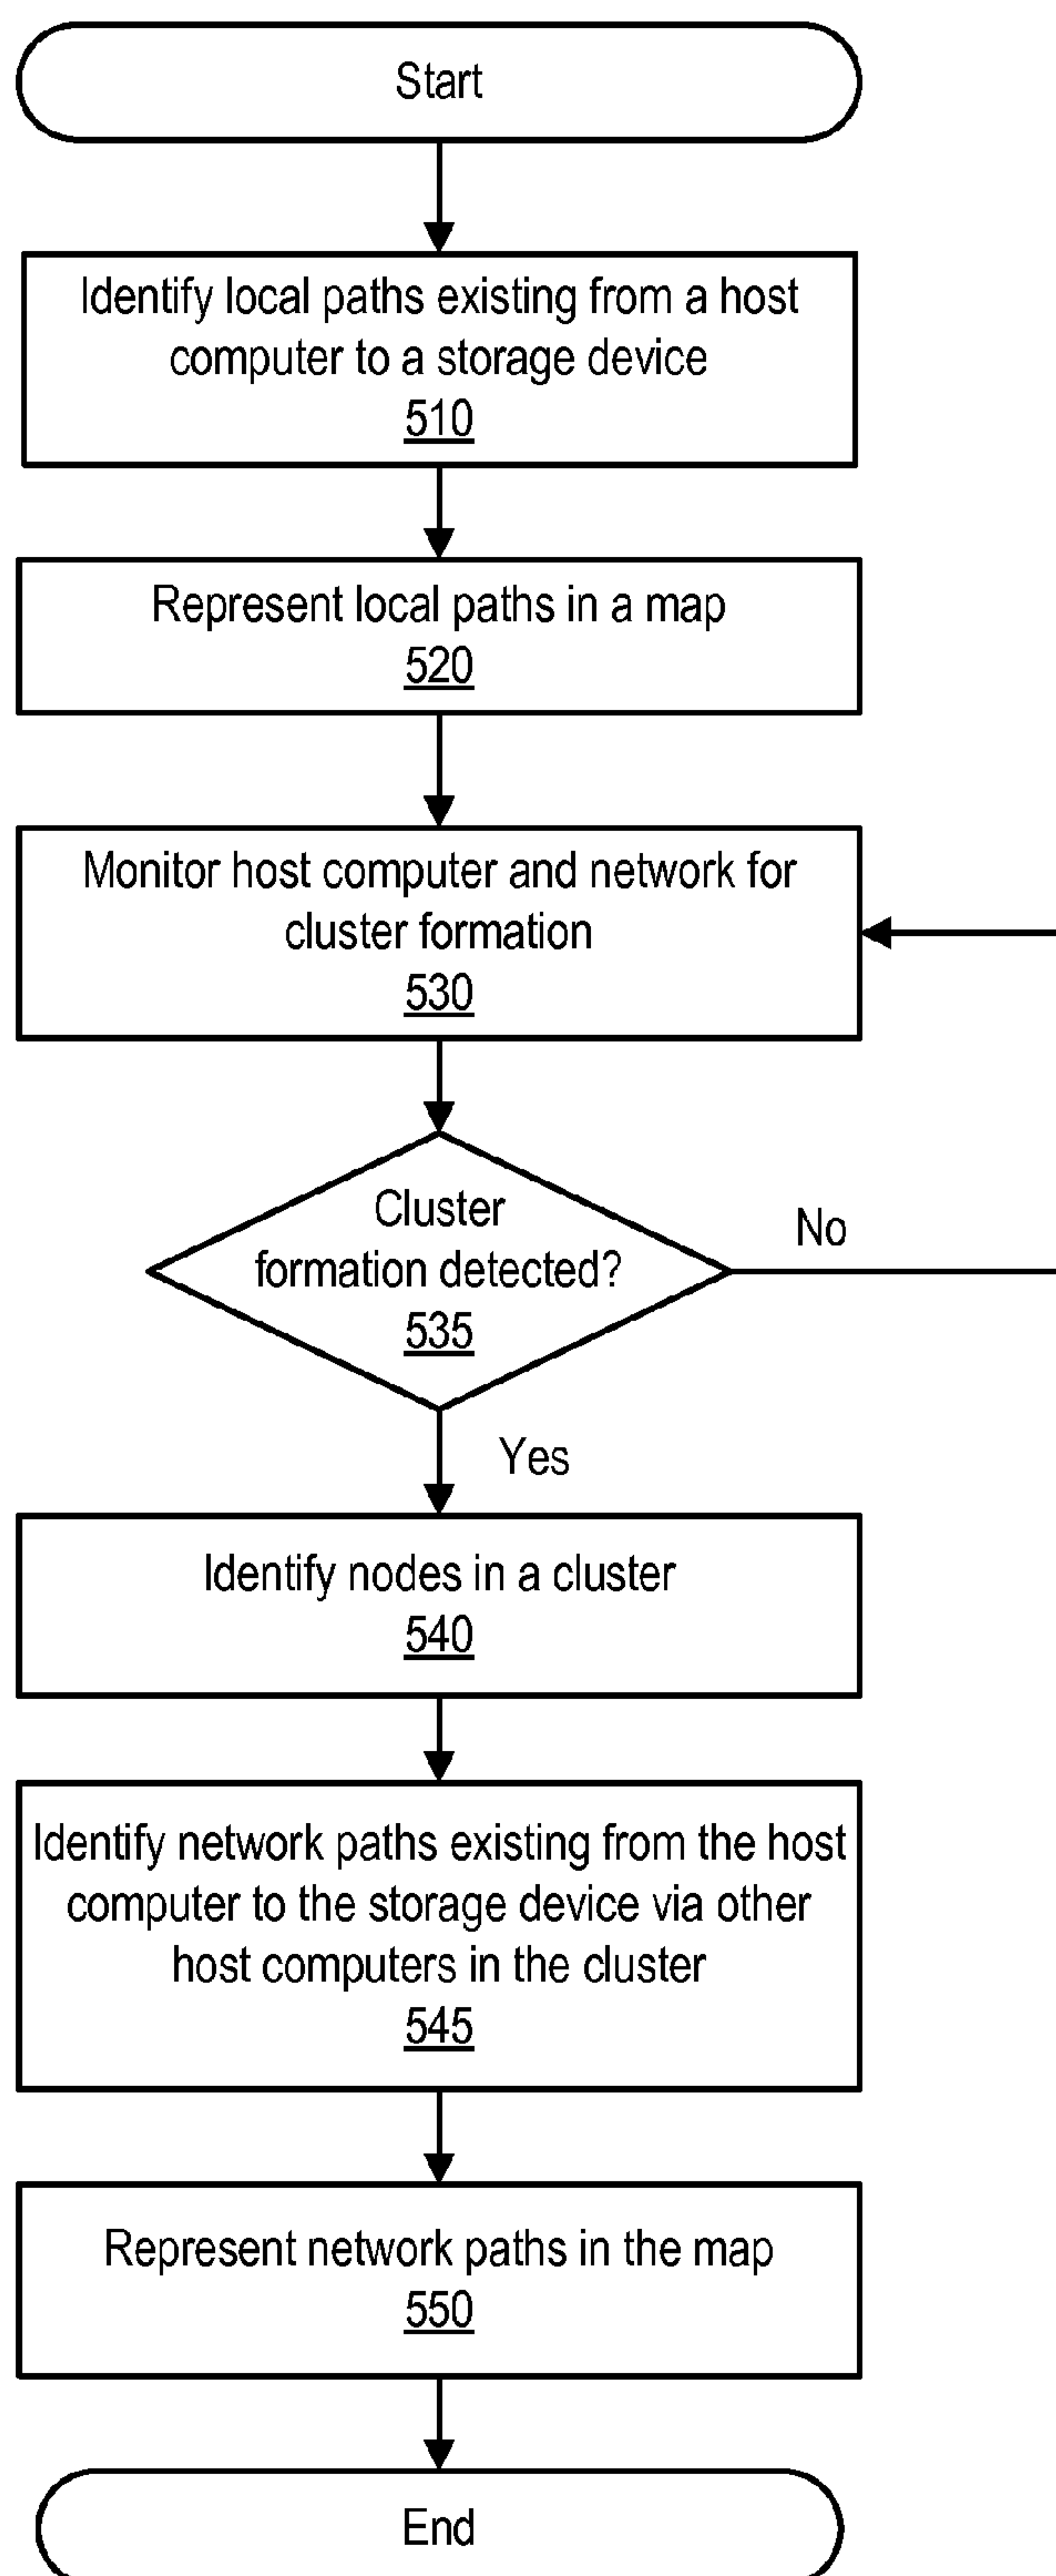 Start
Identify local paths existing from a host
computer to a storage device
510
Represent local paths in a map
520
Monitor host computer and network for
cluster formation
530
Cluster
formation detected?
535
No
Yes
Identify nodes in a cluster
540
Identify network paths existing from the host
computer to the storage device via other
host computers in the cluster
545
Represent network paths in the map
550
End